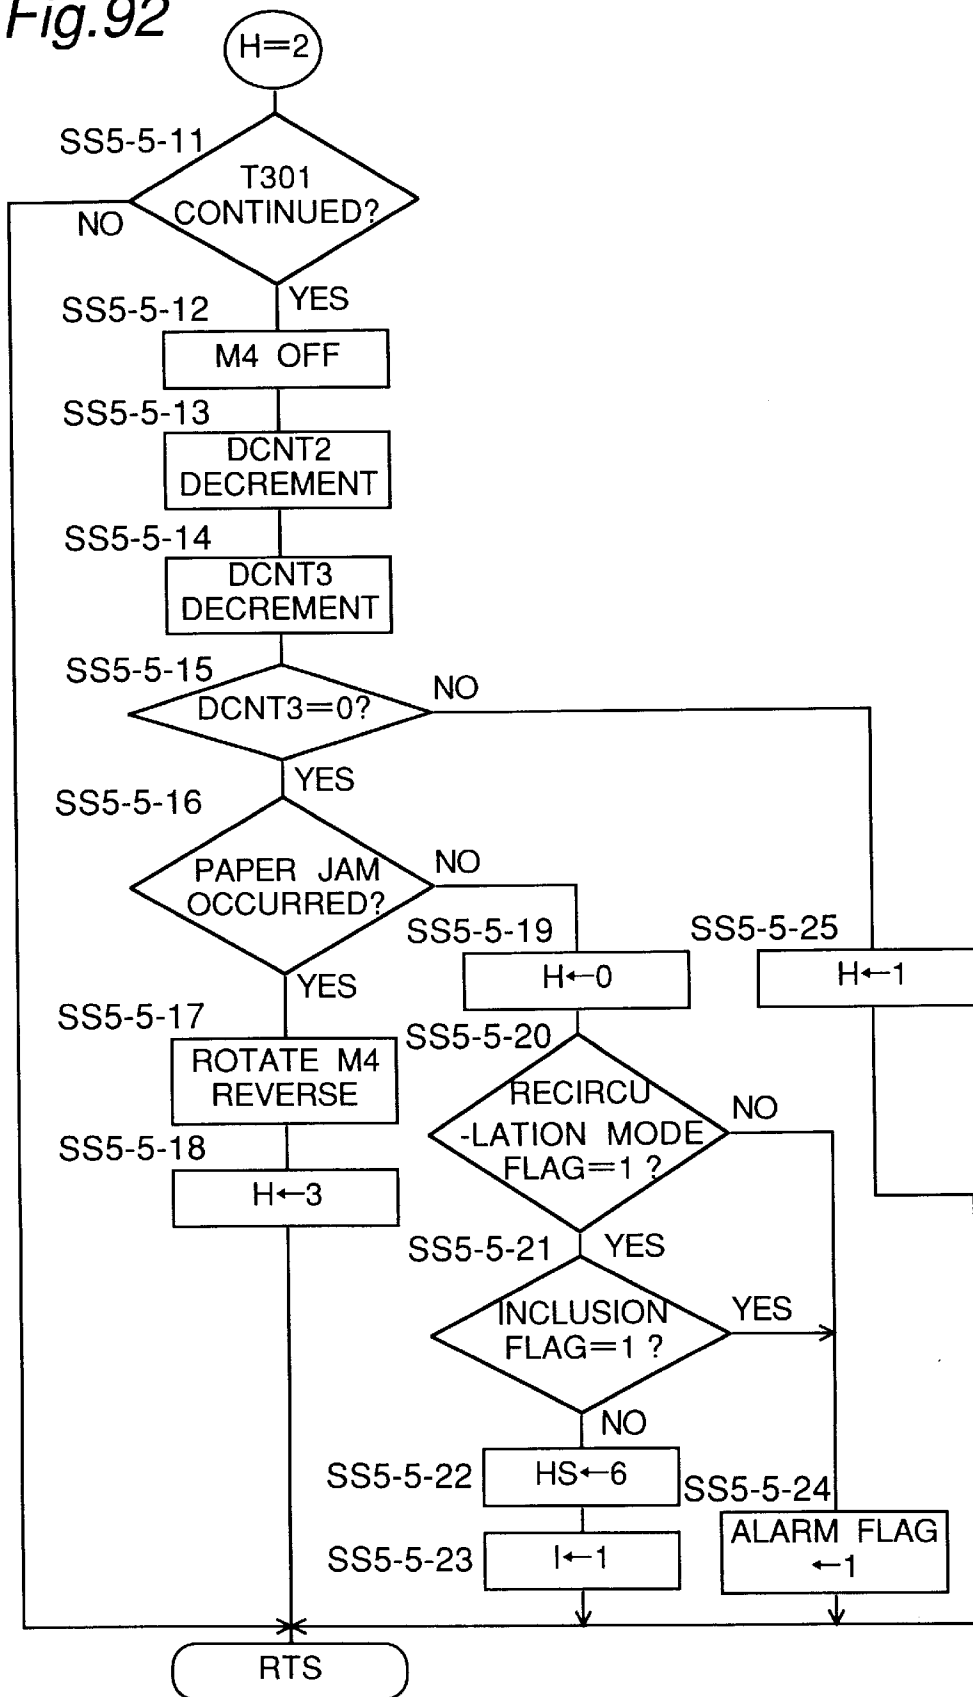 Fig.92
H=2
SS5-5-11
T301
CONTINUED?
NO
YES
SS5-5-12
M4 OFF
SS5-5-13
DCNT2
DECREMENT
SS5-5-14
DCNT3
DECREMENT
SS5-5-15
DCNT3=0?
NO
YES
SS5-5-16
PAPER JAM
OCCURRED?
NO
YES
SS5-5-17
ROTATE M4
REVERSE
SS5-5-18
H←3
SS5-5-19
H←0
SS5-5-25
H←1
SS5-5-20
RECIRCU
-LATION MODE
FLAG=1 ?
NO
YES
SS5-5-21
INCLUSION
FLAG=1 ?
YES
NO
SS5-5-22
HS←6
SS5-5-23
I←1
SS5-5-24
ALARM FLAG
←1
RTS